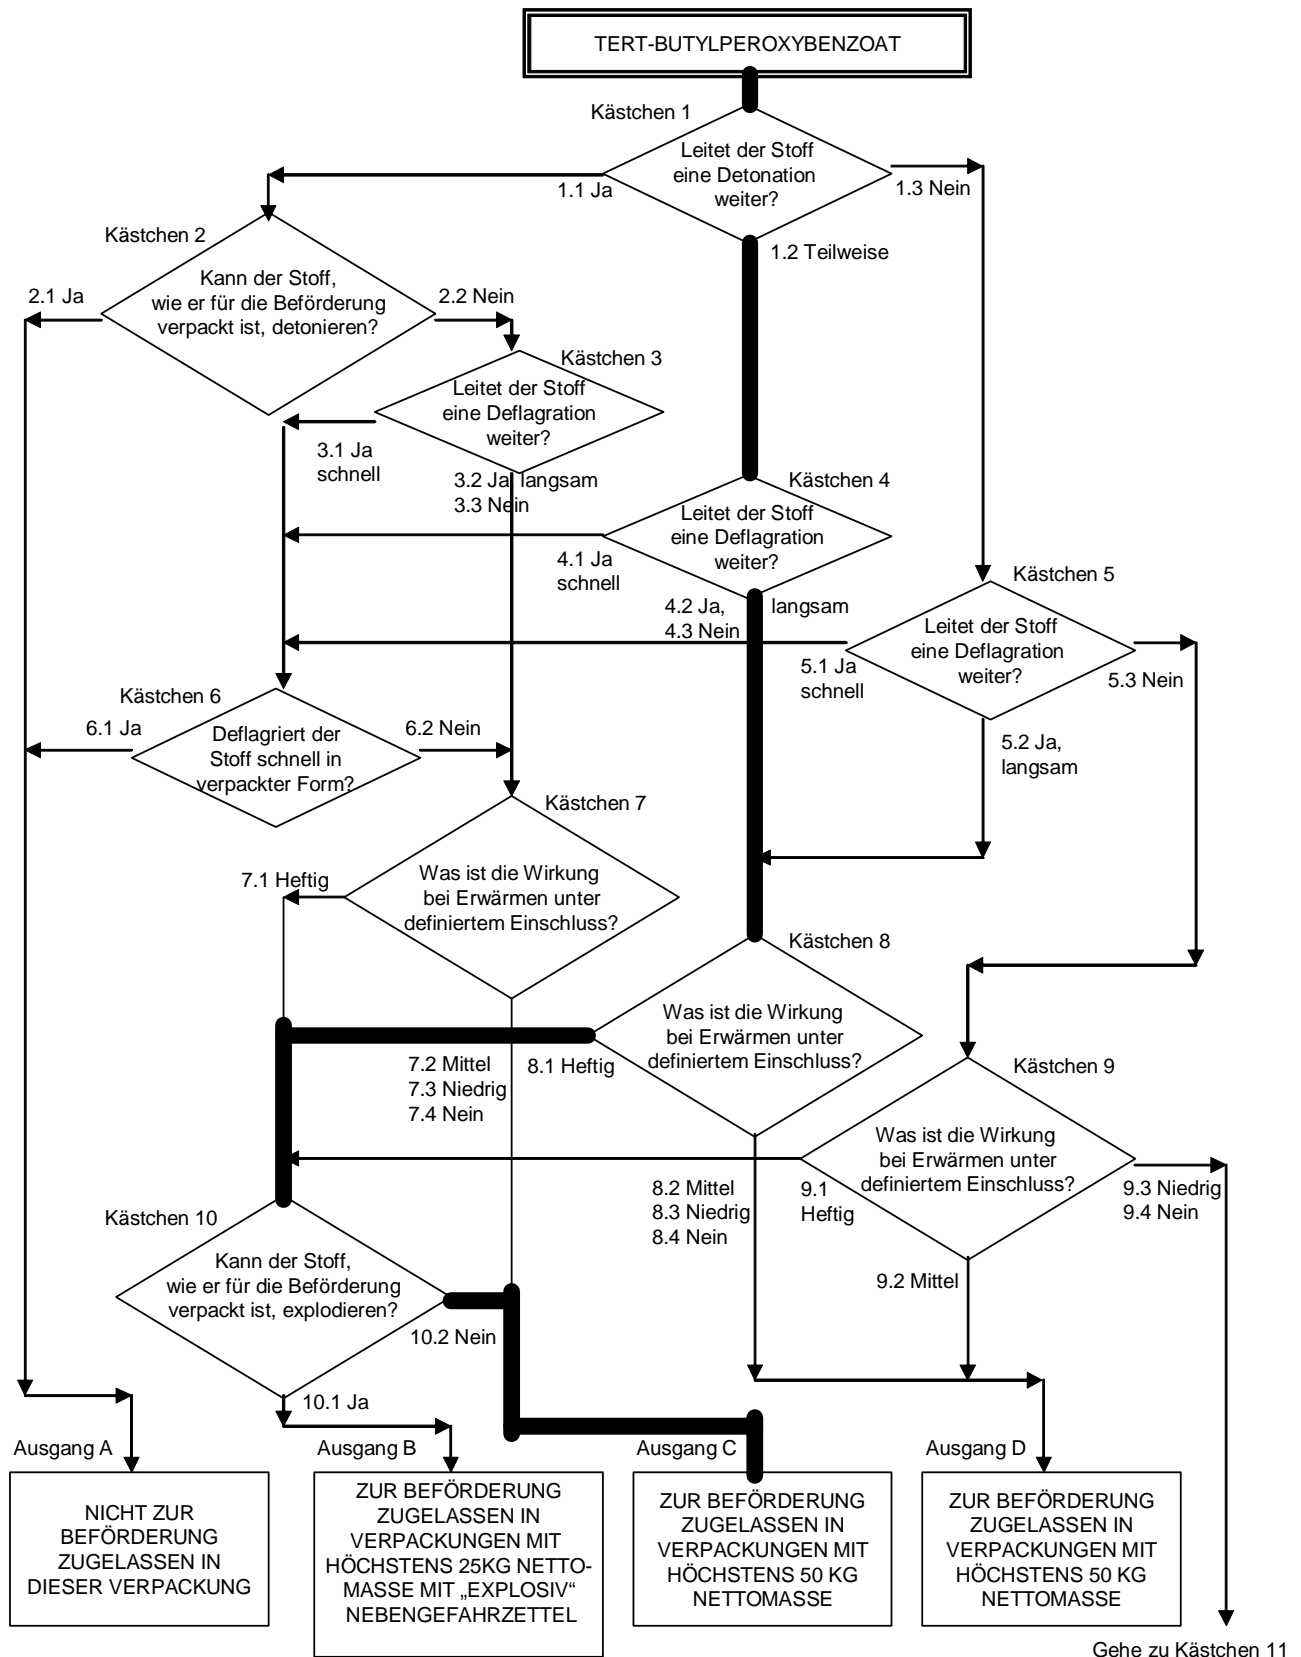 TERT-BUTYLPEROXYBENZOAT
Kästchen 1
Leitet der Stoff
eine Detonation
weiter?
1.1 Ja
1.3 Nein
1.2 Teilweise
Kästchen 2
Kann der Stoff,
wie er für die Beförderung
verpackt ist, detonieren?
2.1 Ja
2.2 Nein
Kästchen 3
Leitet der Stoff
eine Deflagration
weiter?
3.1 Ja
schnell
3.2 Ja, langsam
3.3 Nein
Kästchen 4
Leitet der Stoff
eine Deflagration
weiter?
4.1 Ja
schnell
4.2 Ja, langsam
4.3 Nein
Kästchen 5
Leitet der Stoff
eine Deflagration
weiter?
5.1 Ja
schnell
5.3 Nein
5.2 Ja,
langsam
Kästchen 6
Deflagriert der
Stoff schnell in
verpackter Form?
6.1 Ja
6.2 Nein
Kästchen 7
Was ist die Wirkung
bei Erwärmen unter
definiertem Einschluss?
7.1 Heftig
7.2 Mittel
7.3 Niedrig
7.4 Nein
Kästchen 8
Was ist die Wirkung
bei Erwärmen unter
definiertem Einschluss?
8.1 Heftig
8.2 Mittel
8.3 Niedrig
8.4 Nein
Kästchen 9
Was ist die Wirkung
bei Erwärmen unter
definiertem Einschluss?
9.1
Heftig
9.3 Niedrig
9.4 Nein
9.2 Mittel
Kästchen 10
Kann der Stoff,
wie er für die Beförderung
verpackt ist, explodieren?
10.2 Nein
10.1 Ja
Ausgang A
NICHT ZUR
BEFÖRDERUNG
ZUGELASSEN IN
DIESER VERPACKUNG
Ausgang B
ZUR BEFÖRDERUNG
ZUGELASSEN IN
VERPACKUNGEN MIT
HÖCHSTENS 25KG NETTO-
MASSE MIT „EXPLOSIV“
NEBENGEFAHRZETTEL
Ausgang C
ZUR BEFÖRDERUNG
ZUGELASSEN IN
VERPACKUNGEN MIT
HÖCHSTENS 50 KG
NETTOMASSE
Ausgang D
ZUR BEFÖRDERUNG
ZUGELASSEN IN
VERPACKUNGEN MIT
HÖCHSTENS 50 KG
NETTOMASSE
Gehe zu Kästchen 11